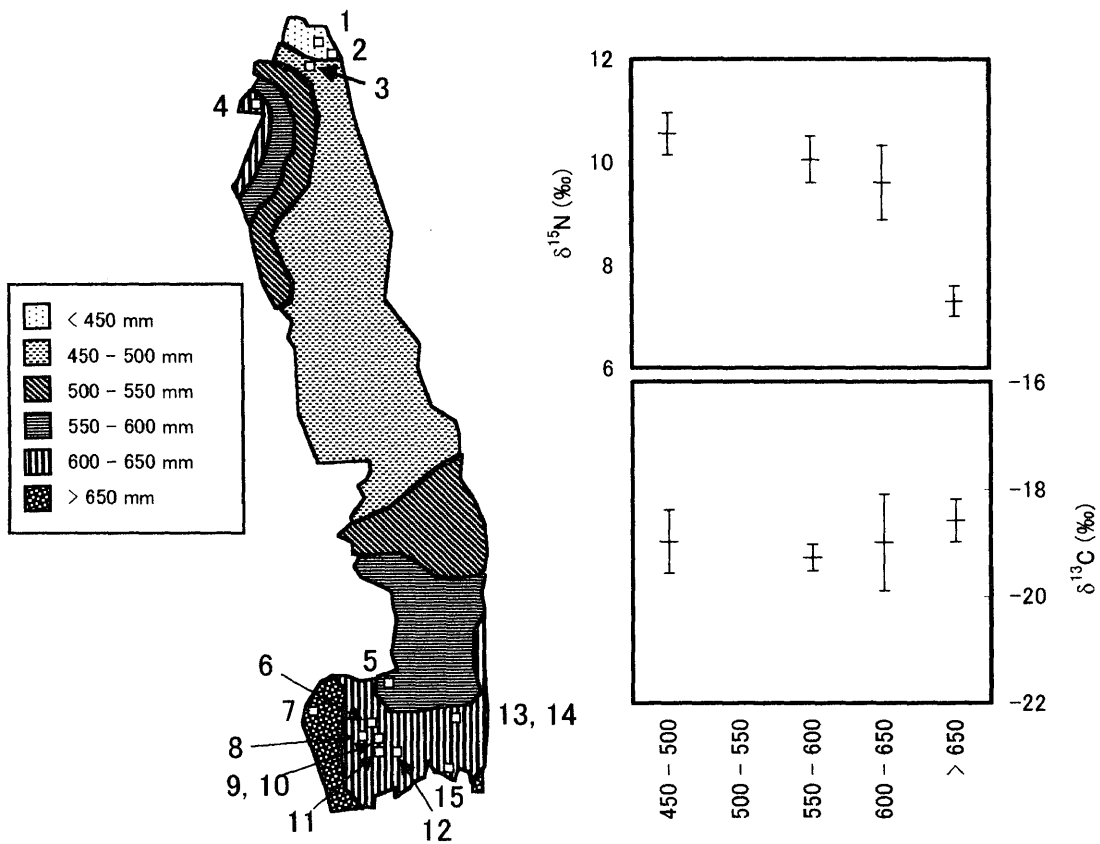 1
2
3
4
5
6
7
8
9, 10
11
12
13, 14
15
< 450 mm
450 – 500 mm
500 – 550 mm
550 – 600 mm
600 – 650 mm
> 650 mm
12
10
8
6
δ¹⁵N (‰)
-16
-18
-20
-22
δ¹³C (‰)
450 – 500
500 – 550
550 – 600
600 – 650
> 650